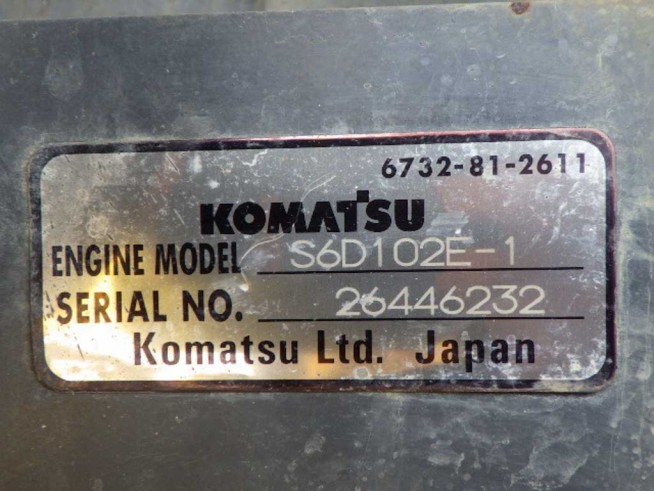 6732-81-2611
KOMATSU
ENGINE MODEL S6D102E-1
SERIAL NO. 26446232
Komatsu Ltd. Japan